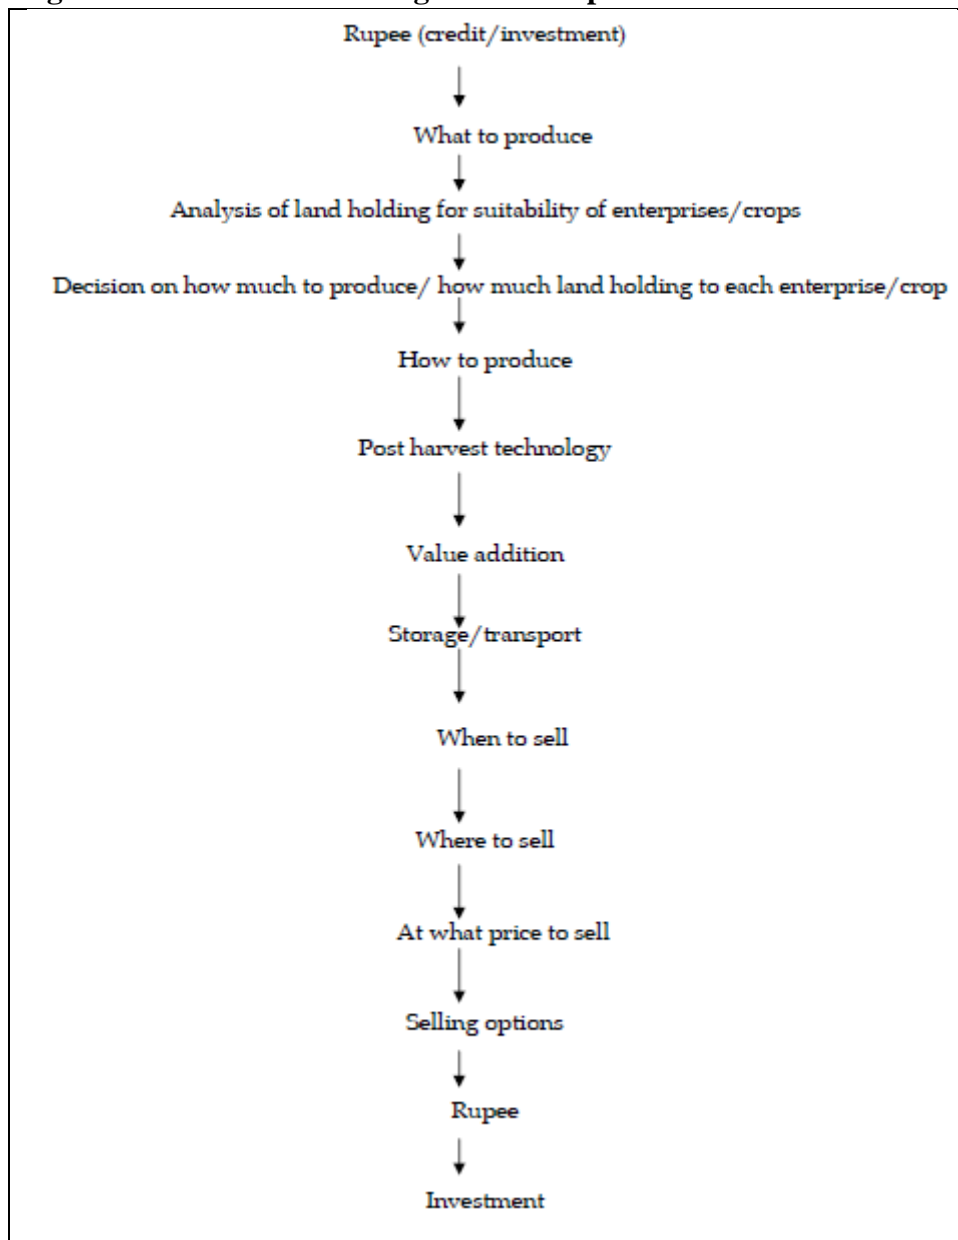 Rupee (credit/investment)
What to produce
Analysis of land holding for suitability of enterprises/crops
Decision on how much to produce/ how much land holding to each enterprise/crop
How to produce
Post harvest technology
Value addition
Storage/transport
When to sell
Where to sell
At what price to sell
Selling options
Rupee
Investment